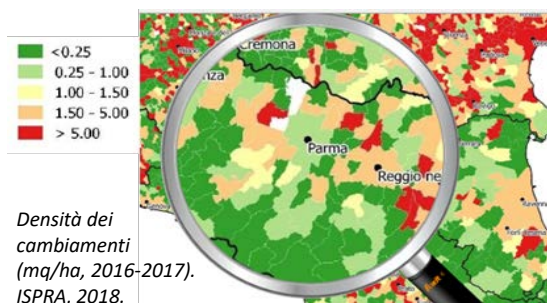 <0.25
0.25 - 1.00
1.00 - 1.50
1.50 - 5.00
> 5.00
Cremona
nza
Parma
Reggio ne
Densità dei
cambiamenti
(mq/ha, 2016-2017).
ISPRA, 2018.